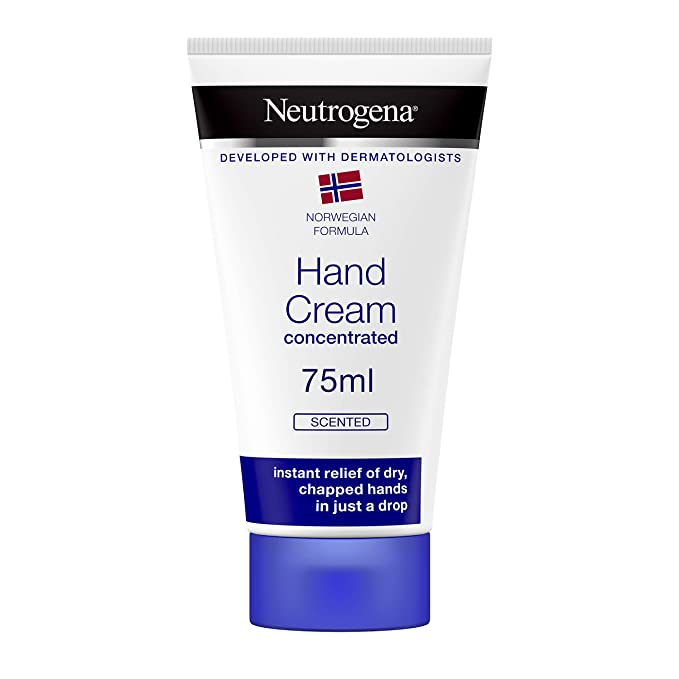 Neutrogena®
DEVELOPED WITH DERMATOLOGISTS
NORWEGIAN
FORMULA
Hand
Cream
concentrated
75ml
SCENTED
instant relief of dry,
chapped hands
in just a drop